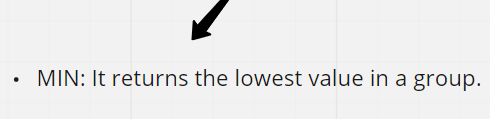 • MIN: It returns the lowest value in a group.